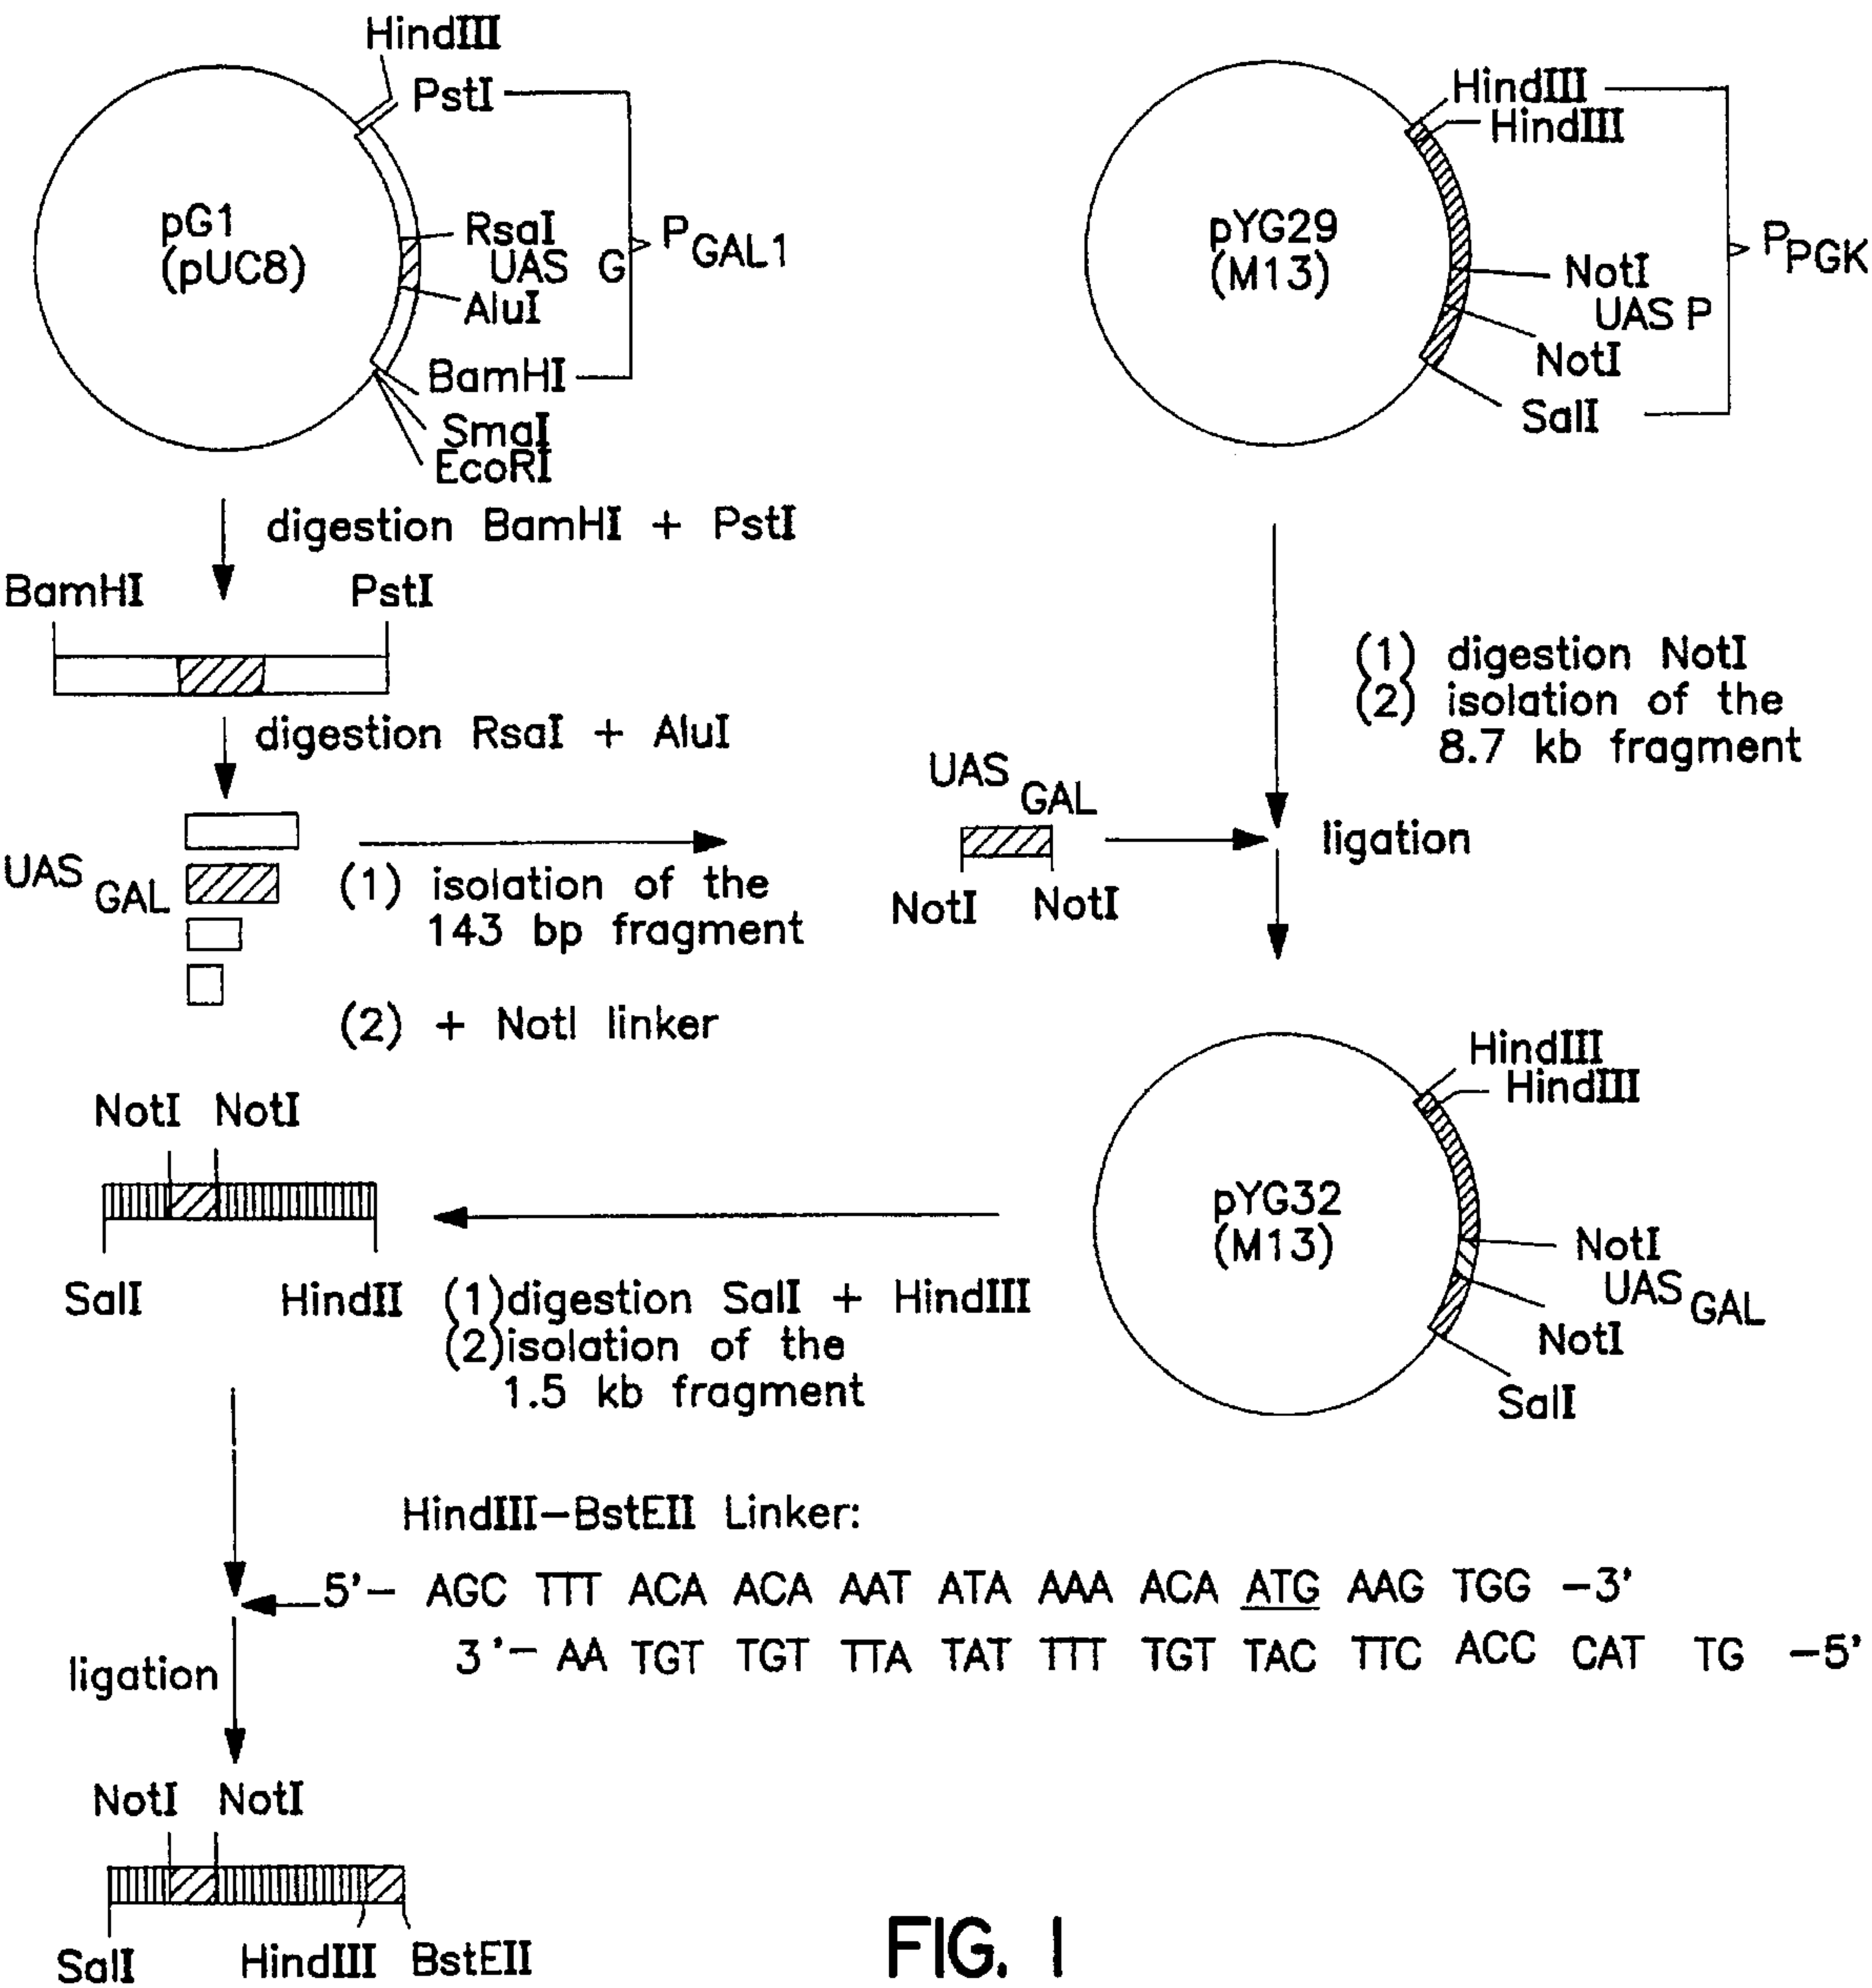 HindIII
PstI
pG1
(pUC8)
RsaI
UAS G
AluI
PGAL1
BamHI
SmaI
EcoRI
HindIII
HindIII
pYG29
(M13)
NotI
UAS P
NotI
PPGK
SalI
digestion BamHI + PstI
BamHI PstI
digestion RsaI + AluI
UAS GAL
(1) isolation of the
143 bp fragment
(2) + NotI linker
(1) digestion NotI
(2) isolation of the
8.7 kb fragment
UAS GAL
NotI NotI
ligation
HindIII
HindIII
pYG32
(M13)
NotI
UAS GAL
NotI
SalI
NotI NotI
SalI HindII
(1)digestion SalI + HindIII
(2)isolation of the
1.5 kb fragment
HindIII-BstEII Linker:
5'- AGC TTT ACA ACA AAT ATA AAA ACA ATG AAG TGG -3'
3'- AA TGT TGT TTA TAT TTT TGT TAC TTC ACC CAT TG -5'
ligation
NotI NotI
SalI HindIII BstEII
FIG. 1